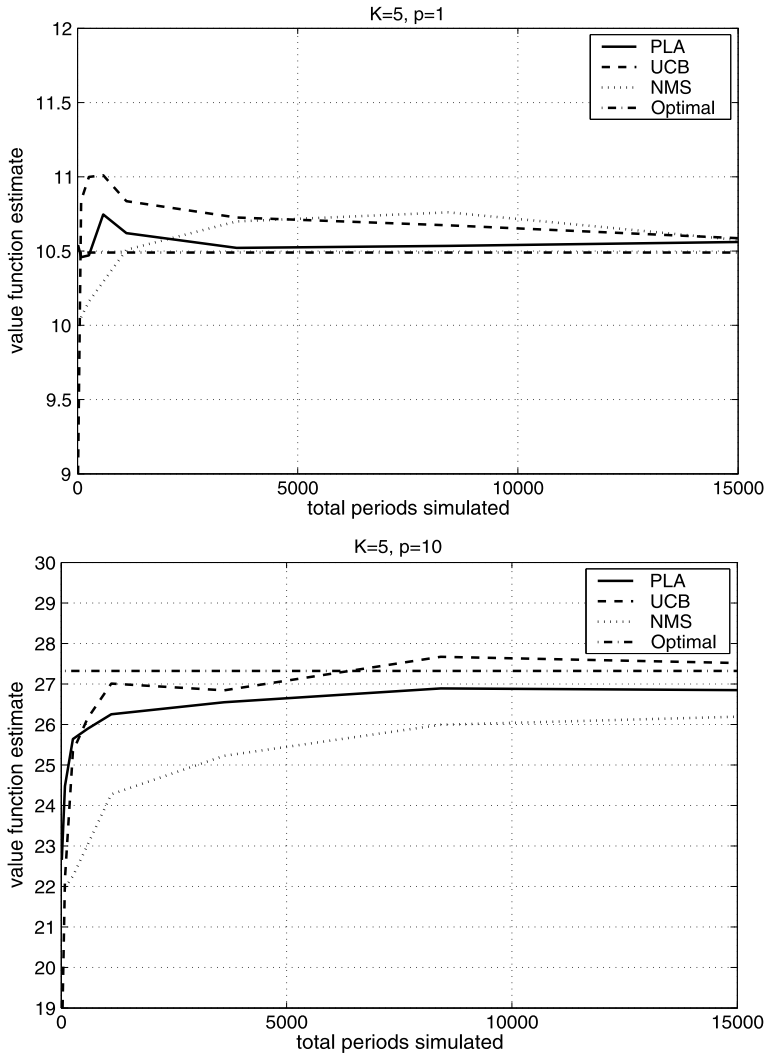 K=5, p=1
12
11.5
11
10.5
10
9.5
9
value function estimate
PLA
UCB
NMS
Optimal
0
5000
10000
15000
total periods simulated
K=5, p=10
30
29
28
27
26
25
24
23
22
21
20
19
value function estimate
PLA
UCB
NMS
Optimal
0
5000
10000
15000
total periods simulated